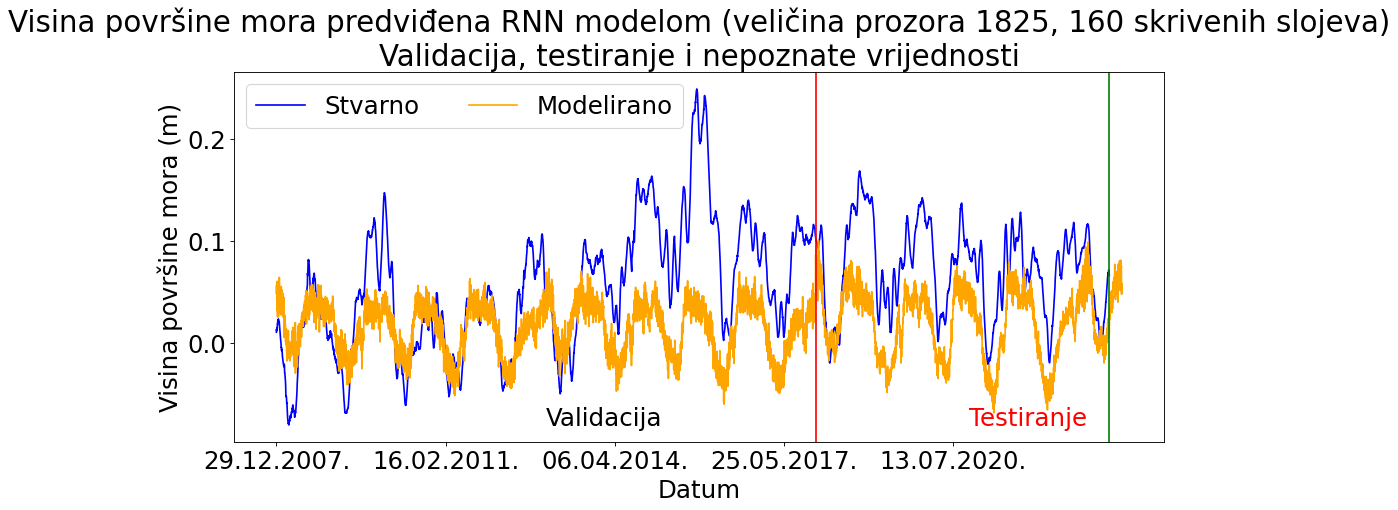 Visina površine mora predviđena RNN modelom (veličina prozora 1825, 160 skrivenih slojeva)
Validacija, testiranje i nepoznate vrijednosti
Stvarno
Modelirano
Visina površine mora (m)
0.2
0.1
0.0
Validacija
Testiranje
29.12.2007. 16.02.2011. 06.04.2014. 25.05.2017. 13.07.2020.
Datum